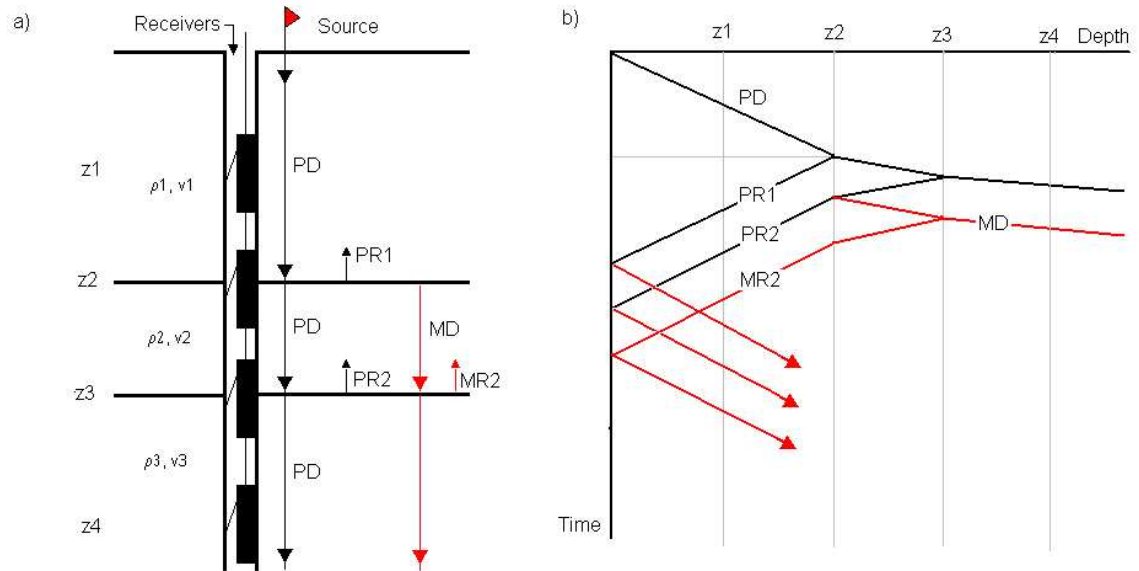 a)
Receivers
Source
z1
ρ1, v1
PD
z2
PR1
ρ2, v2
PD
MD
z3
PR2
MR2
ρ3, v3
PD
z4
b)
z1 z2 z3 z4 Depth
PD
PR1
PR2
MD
MR2
Time